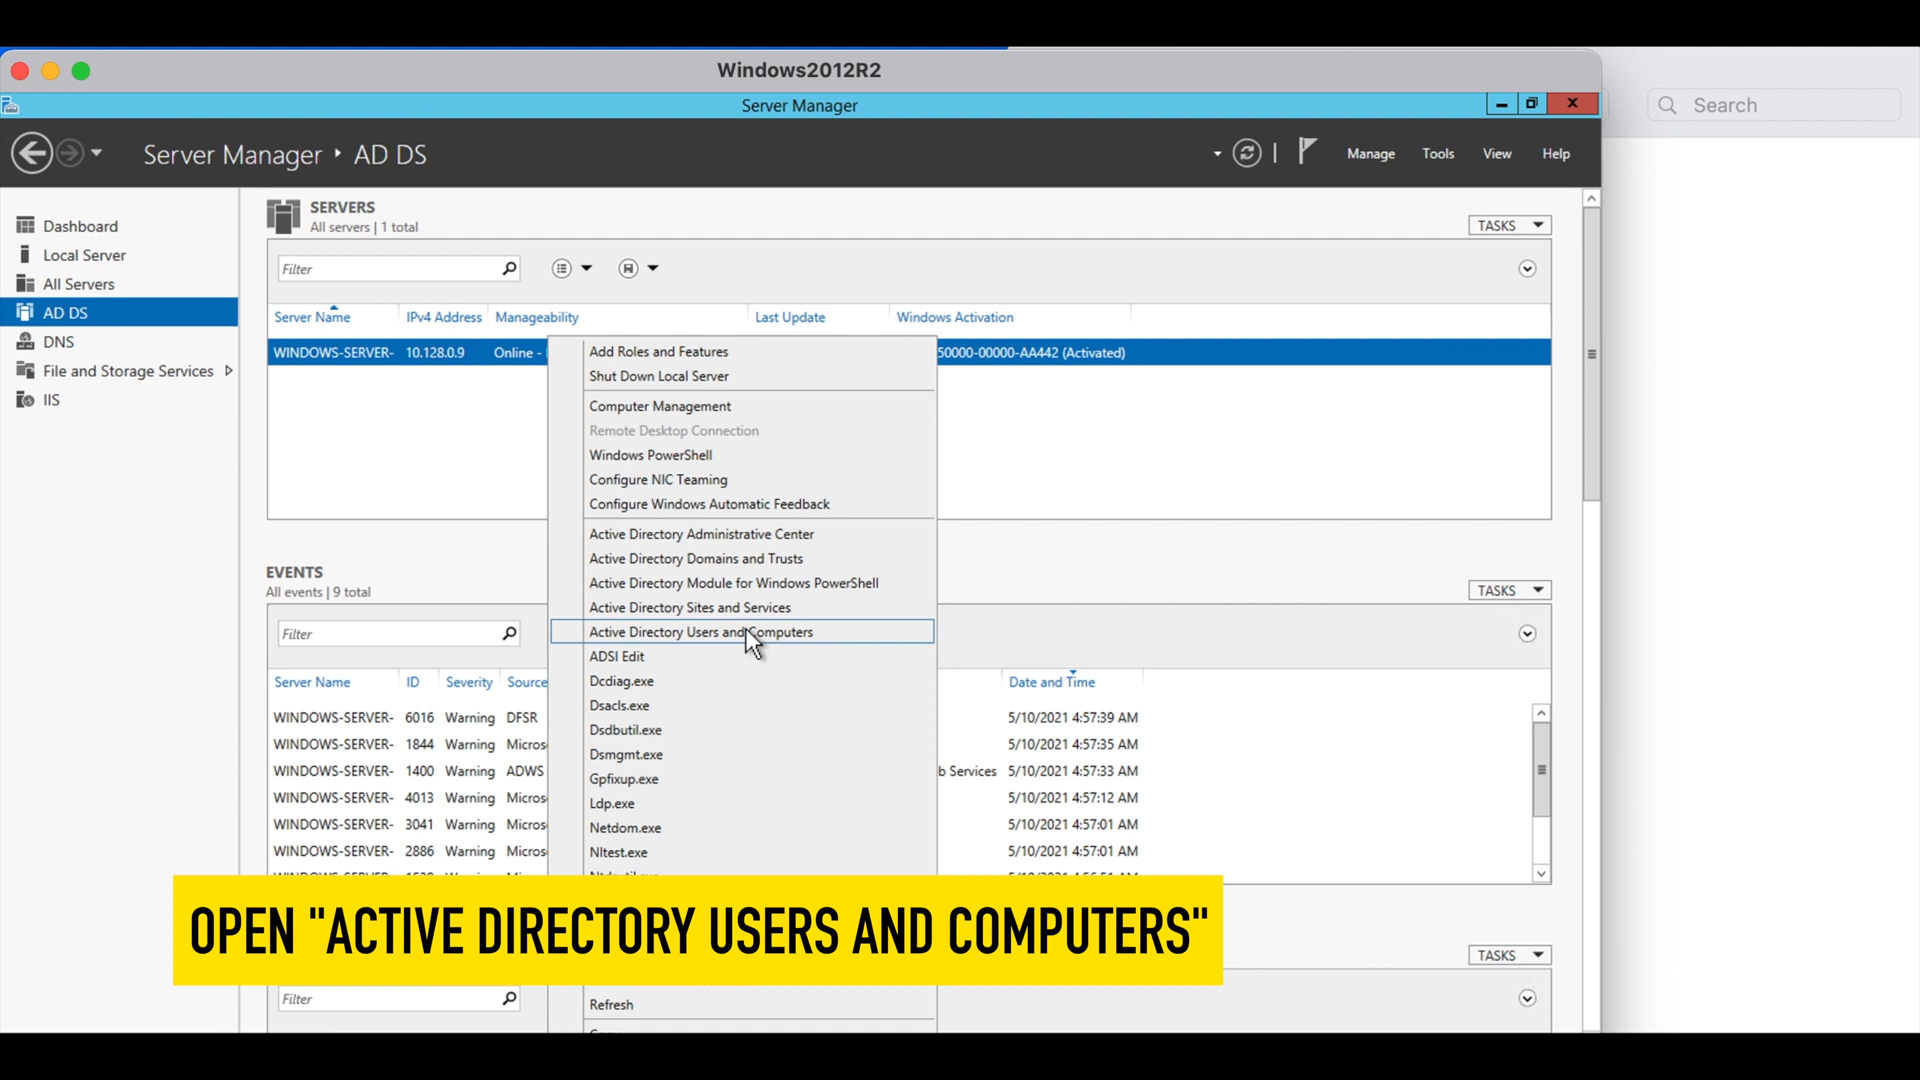 Windows2012R2
Server Manager
Search
Server Manager ‣ AD DS
Manage Tools View Help
Dashboard
Local Server
All Servers
AD DS
DNS
File and Storage Services
IIS
SERVERS
All servers | 1 total
TASKS
Filter
Server Name IPv4 Address Manageability Last Update Windows Activation
WINDOWS-SERVER- 10.128.0.9 Online - 50000-00000-AA442 (Activated)
Add Roles and Features
Shut Down Local Server
Computer Management
Remote Desktop Connection
Windows PowerShell
Configure NIC Teaming
Configure Windows Automatic Feedback
Active Directory Administrative Center
Active Directory Domains and Trusts
Active Directory Module for Windows PowerShell
Active Directory Sites and Services
Active Directory Users and Computers
ADSI Edit
Dcdiag.exe
Dsacls.exe
Dsdbutil.exe
Dsmgmt.exe
Gpfixup.exe
Ldp.exe
Netdom.exe
Nltest.exe
Refresh
EVENTS
All events | 9 total
TASKS
Filter
Server Name ID Severity Source Date and Time
WINDOWS-SERVER- 6016 Warning DFSR 5/10/2021 4:57:39 AM
WINDOWS-SERVER- 1844 Warning Micros 5/10/2021 4:57:35 AM
WINDOWS-SERVER- 1400 Warning ADWS b Services 5/10/2021 4:57:33 AM
WINDOWS-SERVER- 4013 Warning Micros 5/10/2021 4:57:12 AM
WINDOWS-SERVER- 3041 Warning Micros 5/10/2021 4:57:01 AM
WINDOWS-SERVER- 2886 Warning Micros 5/10/2021 4:57:01 AM
OPEN "ACTIVE DIRECTORY USERS AND COMPUTERS"
TASKS
Filter